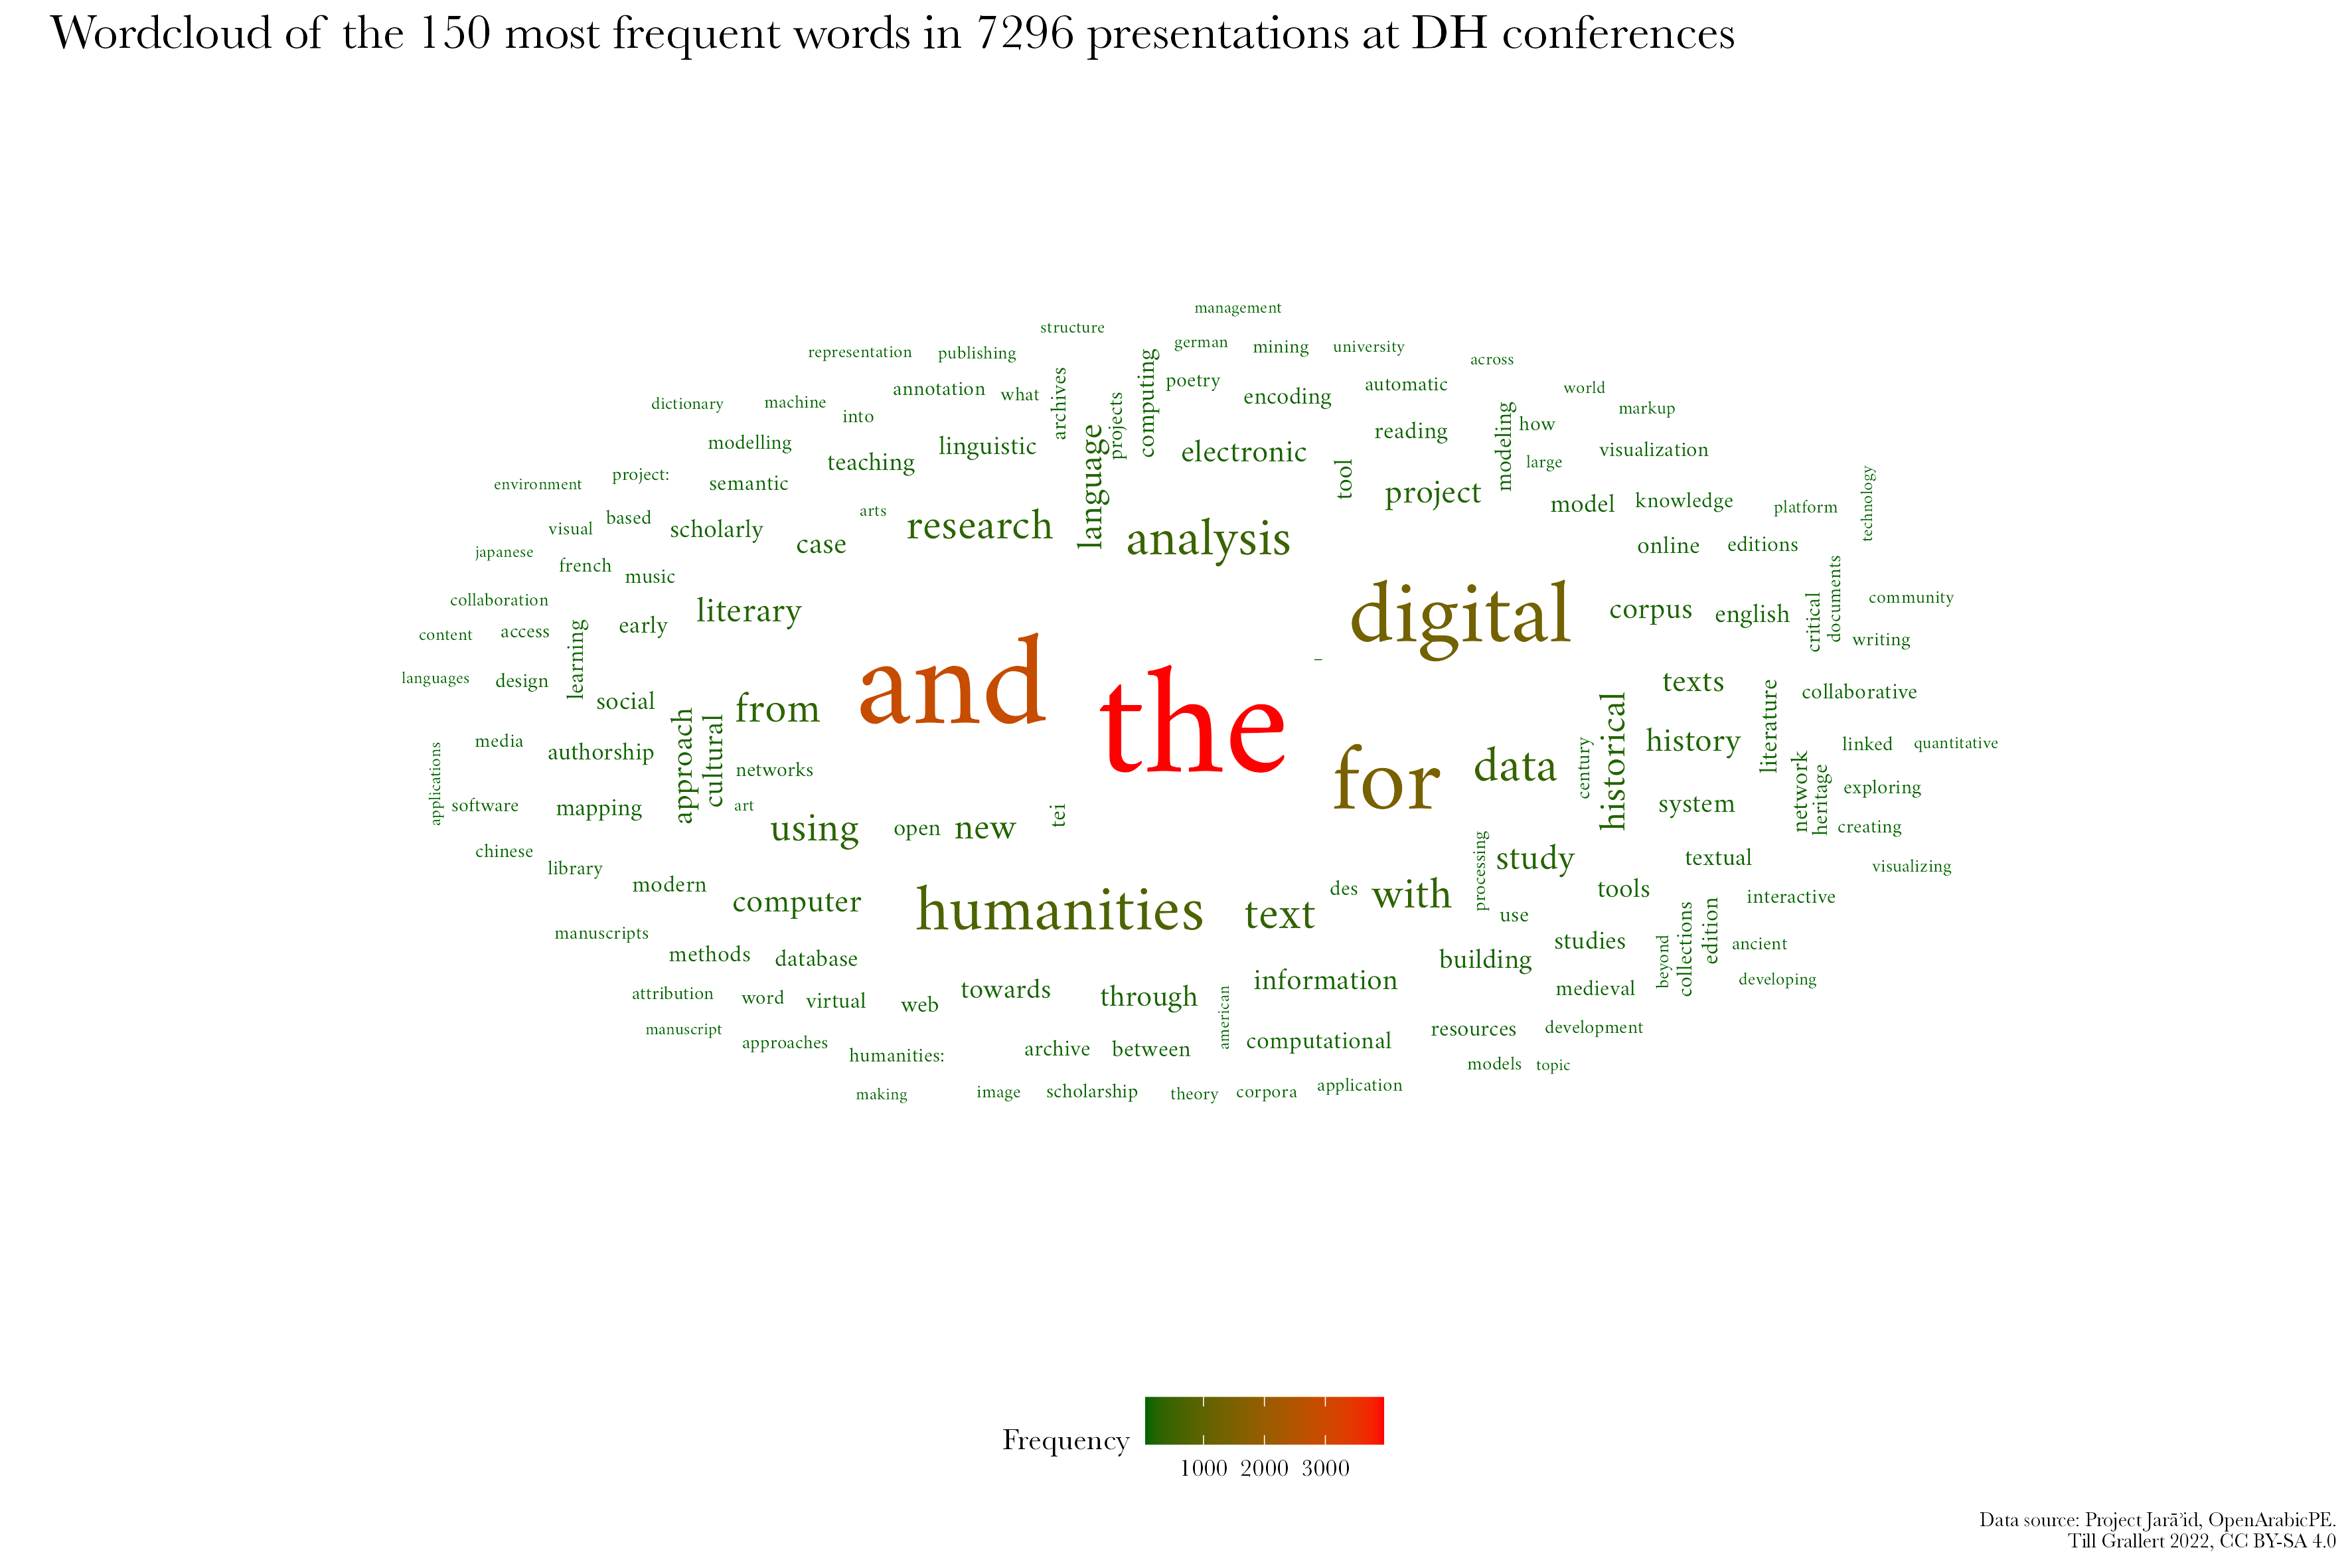 Wordcloud of the 150 most frequent words in 7296 presentations at DH conferences
management
structure
german
mining
university
representation
publishing
across
computing
archives
poetry
annotation
what
encoding
automatic
world
dictionary
machine
into
projects
markup
modelling
linguistic
language
electronic
reading
modeling
how
visualization
teaching
tool
large
project:
semantic
environment
project
model
knowledge
platform
technology
arts
visual
based
scholarly
case
research
analysis
online
editions
japanese
french
music
collaboration
literary
digital
corpus
english
critical
documents
community
content
access
early
writing
learning
–
languages
design
social
from
and
the
texts
literature
collaborative
approach
cultural
historical
history
media
authorship
networks
for
data
century
linked
quantitative
network
heritage
exploring
applications
software
mapping
art
using
open
new
tei
system
creating
chinese
library
study
textual
visualizing
processing
modern
computer
humanities
text
des
with
use
tools
interactive
manuscripts
methods
database
building
studies
beyond
collections
edition
ancient
attribution
word
virtual
web
towards
through
information
medieval
developing
manuscript
approaches
american
humanities:
archive
between
computational
resources
development
models
topic
making
image
scholarship
theory
corpora
application
Frequency
1000 2000 3000
Data source: Project Jarāʾid, OpenArabicPE.
Till Grallert 2022, CC BY-SA 4.0